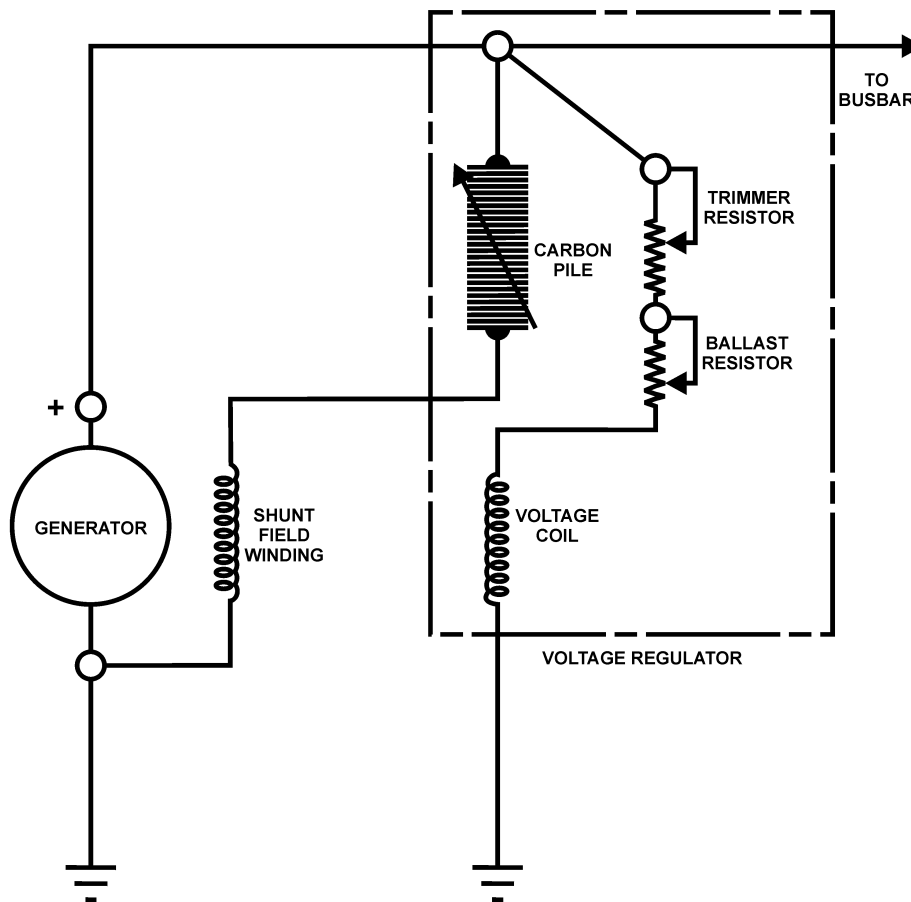 TO
BUSBAR
TRIMMER
RESISTOR
CARBON
PILE
BALLAST
RESISTOR
+
GENERATOR
SHUNT
FIELD
WINDING
VOLTAGE
COIL
VOLTAGE REGULATOR